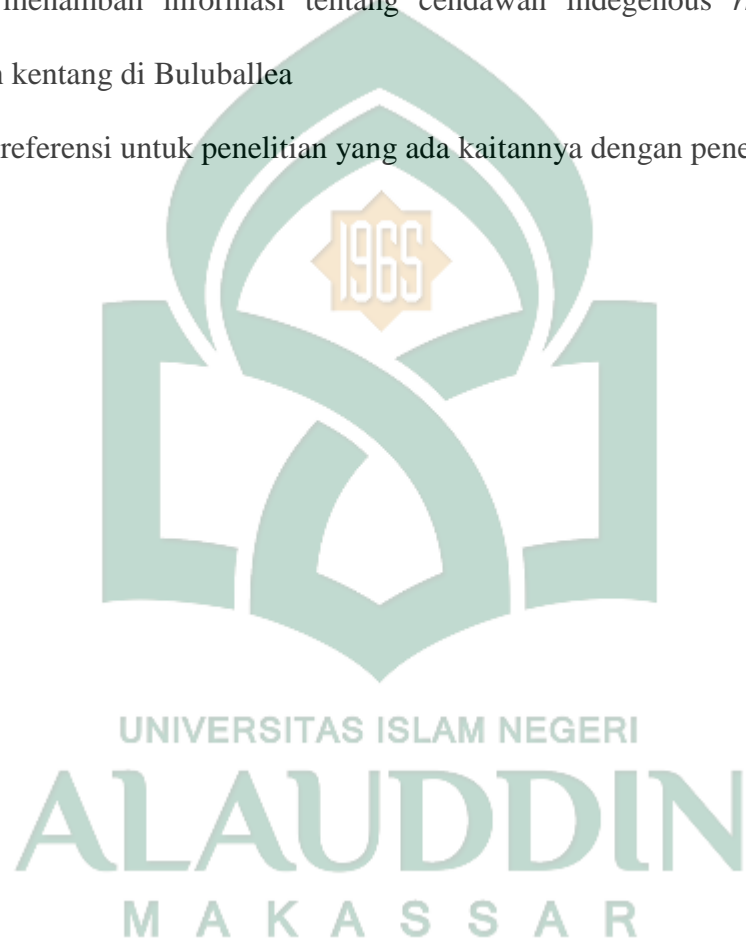 menambah informasi tentang cendawan indegenous
kentang di Buluballea
referensi untuk penelitian yang ada kaitannya dengan
1965
UNIVERSITAS ISLAM NEGERI
ALAUDDIN
MAKASSAR